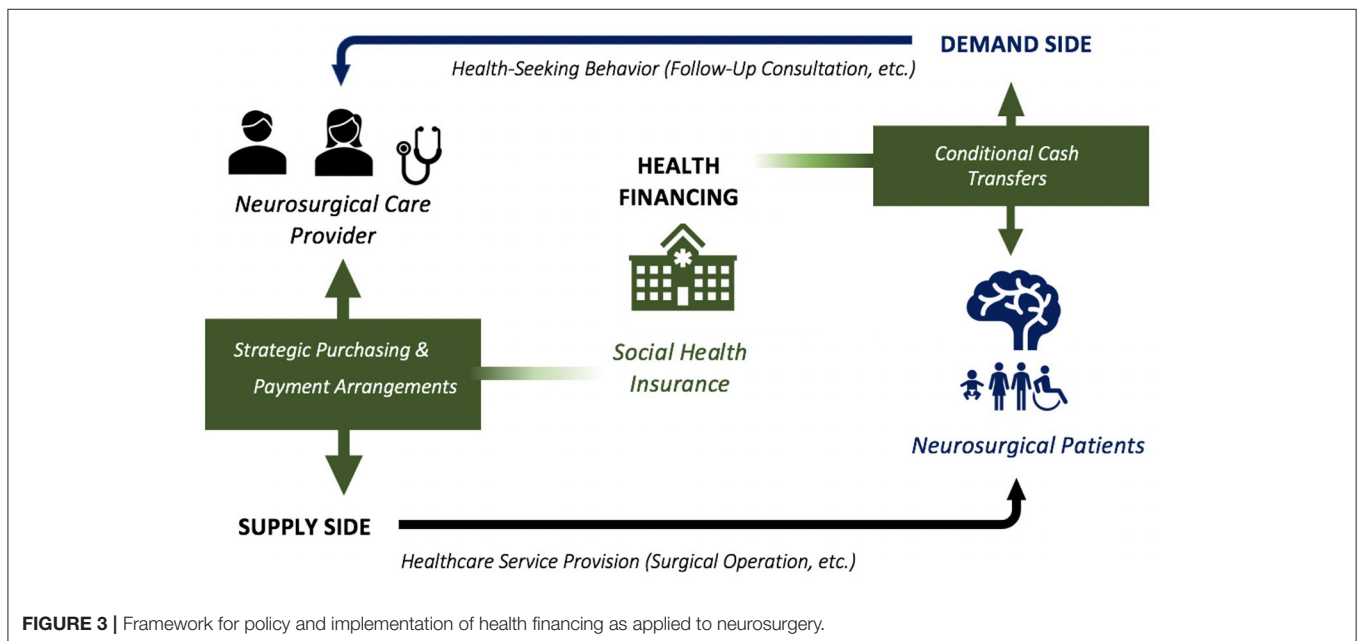 DEMAND SIDE
Health-Seeking Behavior (Follow-Up Consultation, etc.)
Neurosurgical Care
Provider
HEALTH
FINANCING
Conditional Cash
Transfers
Strategic Purchasing &
Payment Arrangements
Social Health
Insurance
Neurosurgical Patients
SUPPLY SIDE
Healthcare Service Provision (Surgical Operation, etc.)
FIGURE 3 | Framework for policy and implementation of health financing as applied to neurosurgery.